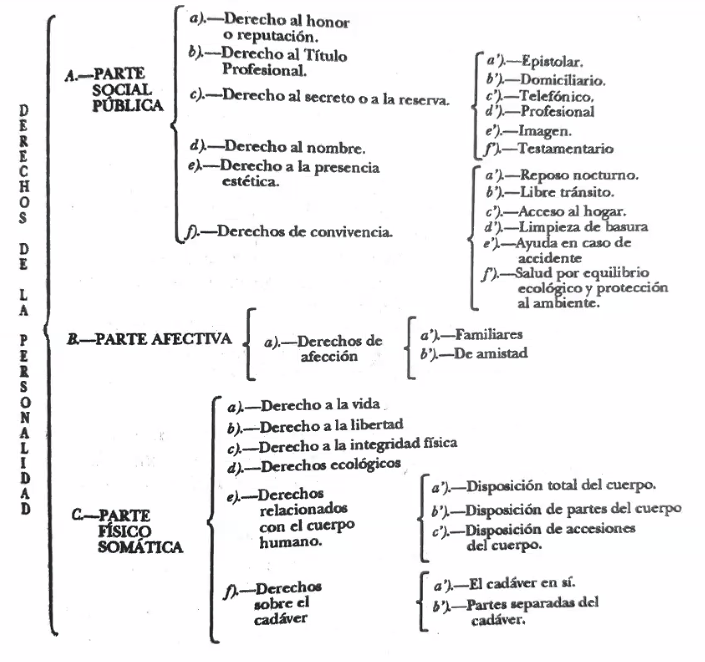 DERECHOS DE LA PERSONALIDAD
A.—PARTE
SOCIAL
PÚBLICA
a).—Derecho al honor
o reputación.
b).—Derecho al Título
Profesional.
c).—Derecho al secreto o a la reserva.
a').—Epistolar.
b').—Domiciliario.
c').—Telefónico.
d').—Profesional
e').—Imagen.
f').—Testamentario
d).—Derecho al nombre.
e).—Derecho a la presencia
estética.
f).—Derechos de convivencia.
a').—Reposo nocturno.
b').—Libre tránsito.
c').—Acceso al hogar.
d').—Limpieza de basura
e').—Ayuda en caso de
accidente
f').—Salud por equilibrio
ecológico y protección
al ambiente.
B.—PARTE AFECTIVA
a).—Derechos de
afección
a').—Familiares
b').—De amistad
C.—PARTE
FÍSICO
SOMÁTICA
a).—Derecho a la vida
b).—Derecho a la libertad
c).—Derecho a la integridad física
d).—Derechos ecológicos
e).—Derechos
relacionados
con el cuerpo
humano.
a').—Disposición total del cuerpo.
b').—Disposición de partes del cuerpo
c').—Disposición de accesiones
del cuerpo.
f).—Derechos
sobre el
cadáver
a').—El cadáver en sí.
b').—Partes separadas del
cadáver.